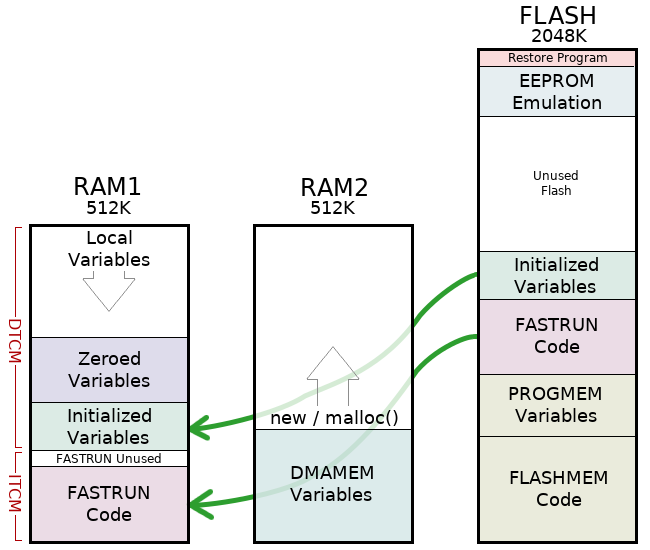 FLASH
2048K
Restore Program
EEPROM
Emulation
Unused
Flash
Initialized
Variables
FASTRUN
Code
PROGMEM
Variables
FLASHMEM
Code
RAM1
512K
Local
Variables
Zeroed
Variables
Initialized
Variables
FASTRUN Unused
FASTRUN
Code
DTCM
ITCM
RAM2
512K
new / malloc()
DMAMEM
Variables